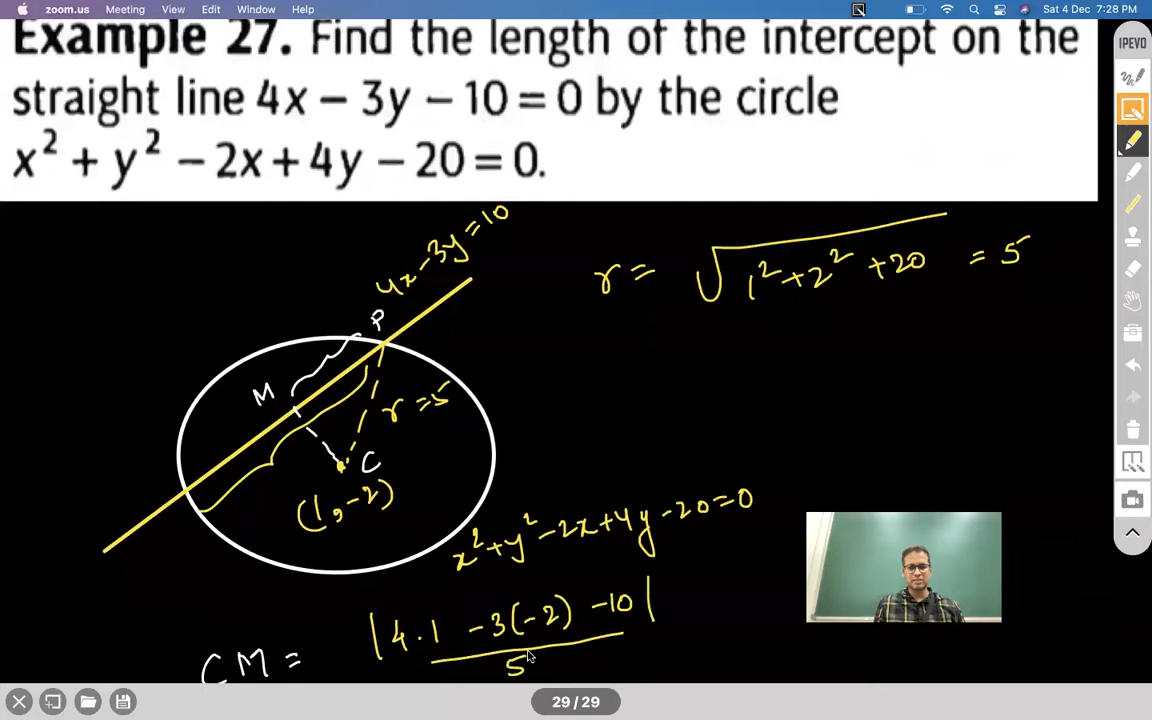 zoom.us Meeting View Edit Window Help Sat 4 Dec 7:28 PM
IPEVO
Example 27. Find the length of the intercept on the
straight line 4x – 3y – 10 = 0 by the circle
x² + y² – 2x + 4y – 20 = 0.
4x-3y=10
r = √(1²+2²+20) = 5
P
M
r=5
C
(1,-2)
x²+y²-2x+4y-20=0
CM = |4·1 -3(-2) -10|
5
29/29